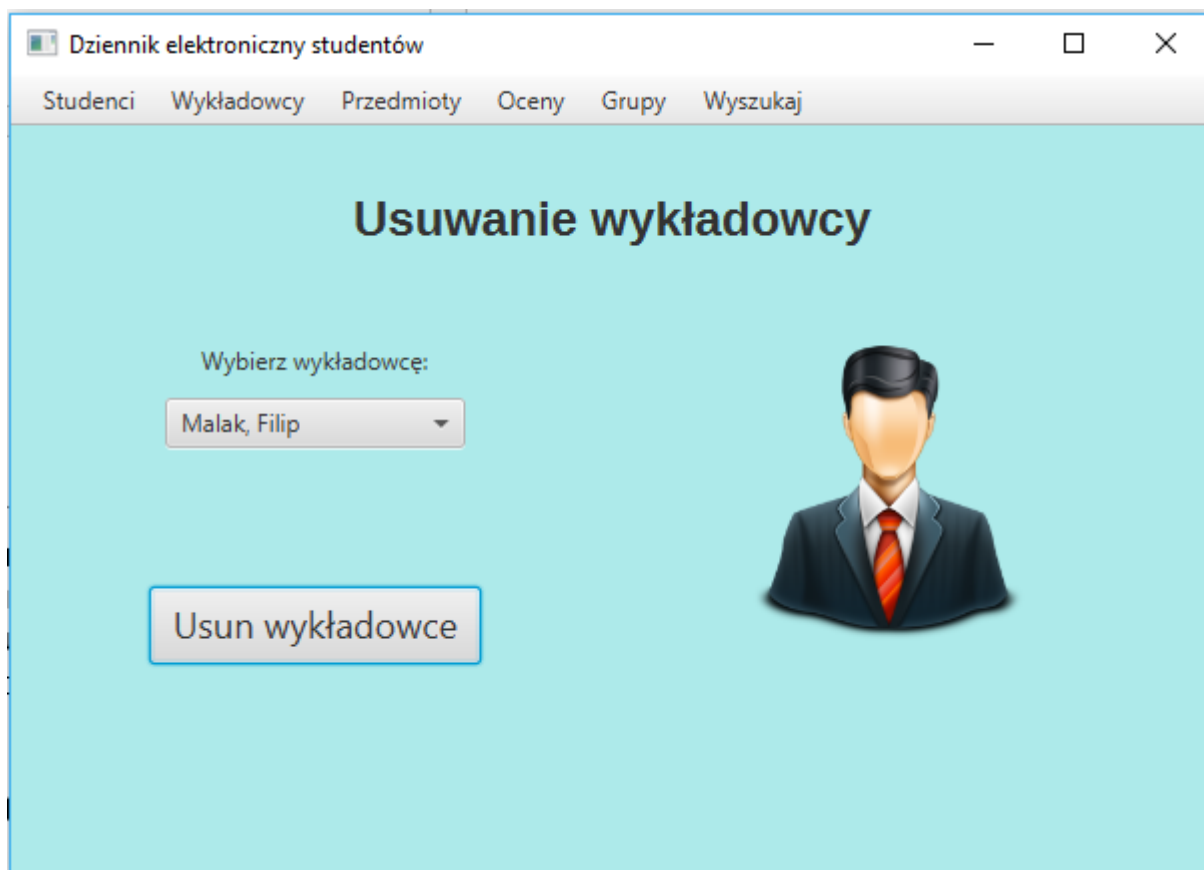 Dziennik elektroniczny studentów
Studenci Wykładowcy Przedmioty Oceny Grupy Wyszukaj
Usuwanie wykładowcy
Wybierz wykładowcę:
Malak, Filip
Usun wykładowce